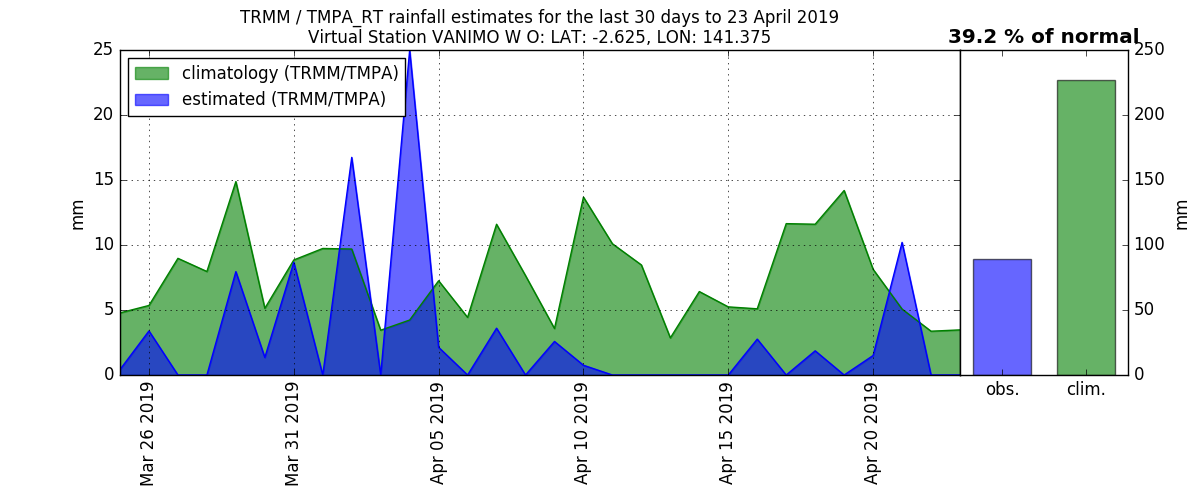 TRMM / TMPA_RT rainfall estimates for the last 30 days to 23 April 2019
Virtual Station VANIMO W O: LAT: -2.625, LON: 141.375
39.2 % of normal
climatology (TRMM/TMPA)
estimated (TRMM/TMPA)
25
20
15
10
5
0
mm
Mar 26 2019
Mar 31 2019
Apr 05 2019
Apr 10 2019
Apr 15 2019
Apr 20 2019
obs.
clim.
250
200
150
100
50
0
mm